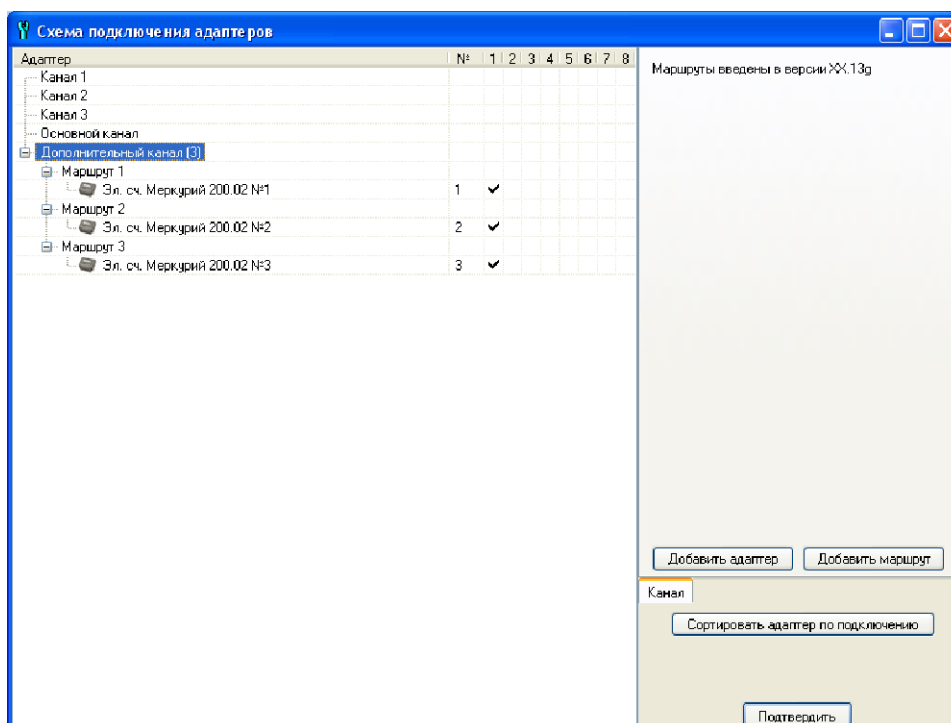 Схема подключения адаптеров
Адаптер № 1 2 3 4 5 6 7 8
Канал 1
Канал 2
Канал 3
Основной канал
Дополнительный канал (3)
Маршрут 1
Эл. сч. Меркурий 200.02 №1 1 ✔
Маршрут 2
Эл. сч. Меркурий 200.02 №2 2 ✔
Маршрут 3
Эл. сч. Меркурий 200.02 №3 3 ✔
Маршруты введены в версии XX.13g
Добавить адаптер Добавить маршрут
Канал
Сортировать адаптер по подключению
Подтвердить